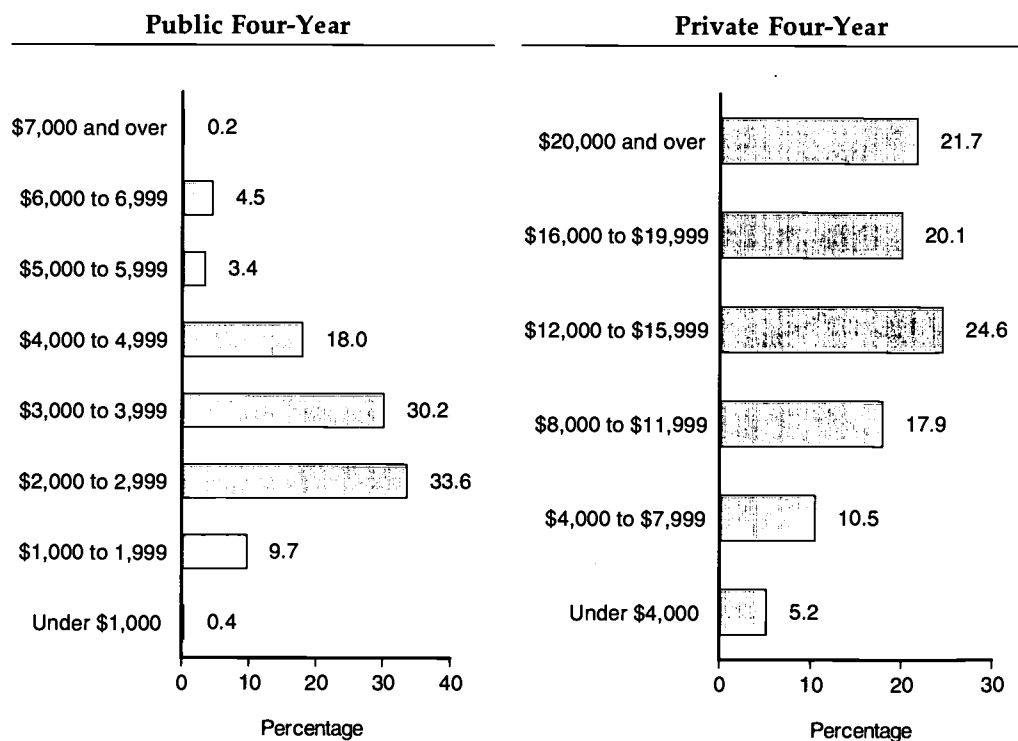 Public Four-Year
$7,000 and over 0.2
$6,000 to 6,999 4.5
$5,000 to 5,999 3.4
$4,000 to 4,999 18.0
$3,000 to 3,999 30.2
$2,000 to 2,999 33.6
$1,000 to 1,999 9.7
Under $1,000 0.4
0 10 20 30 40
Percentage
Private Four-Year
$20,000 and over 21.7
$16,000 to $19,999 20.1
$12,000 to $15,999 24.6
$8,000 to $11,999 17.9
$4,000 to $7,999 10.5
Under $4,000 5.2
0 10 20 30
Percentage